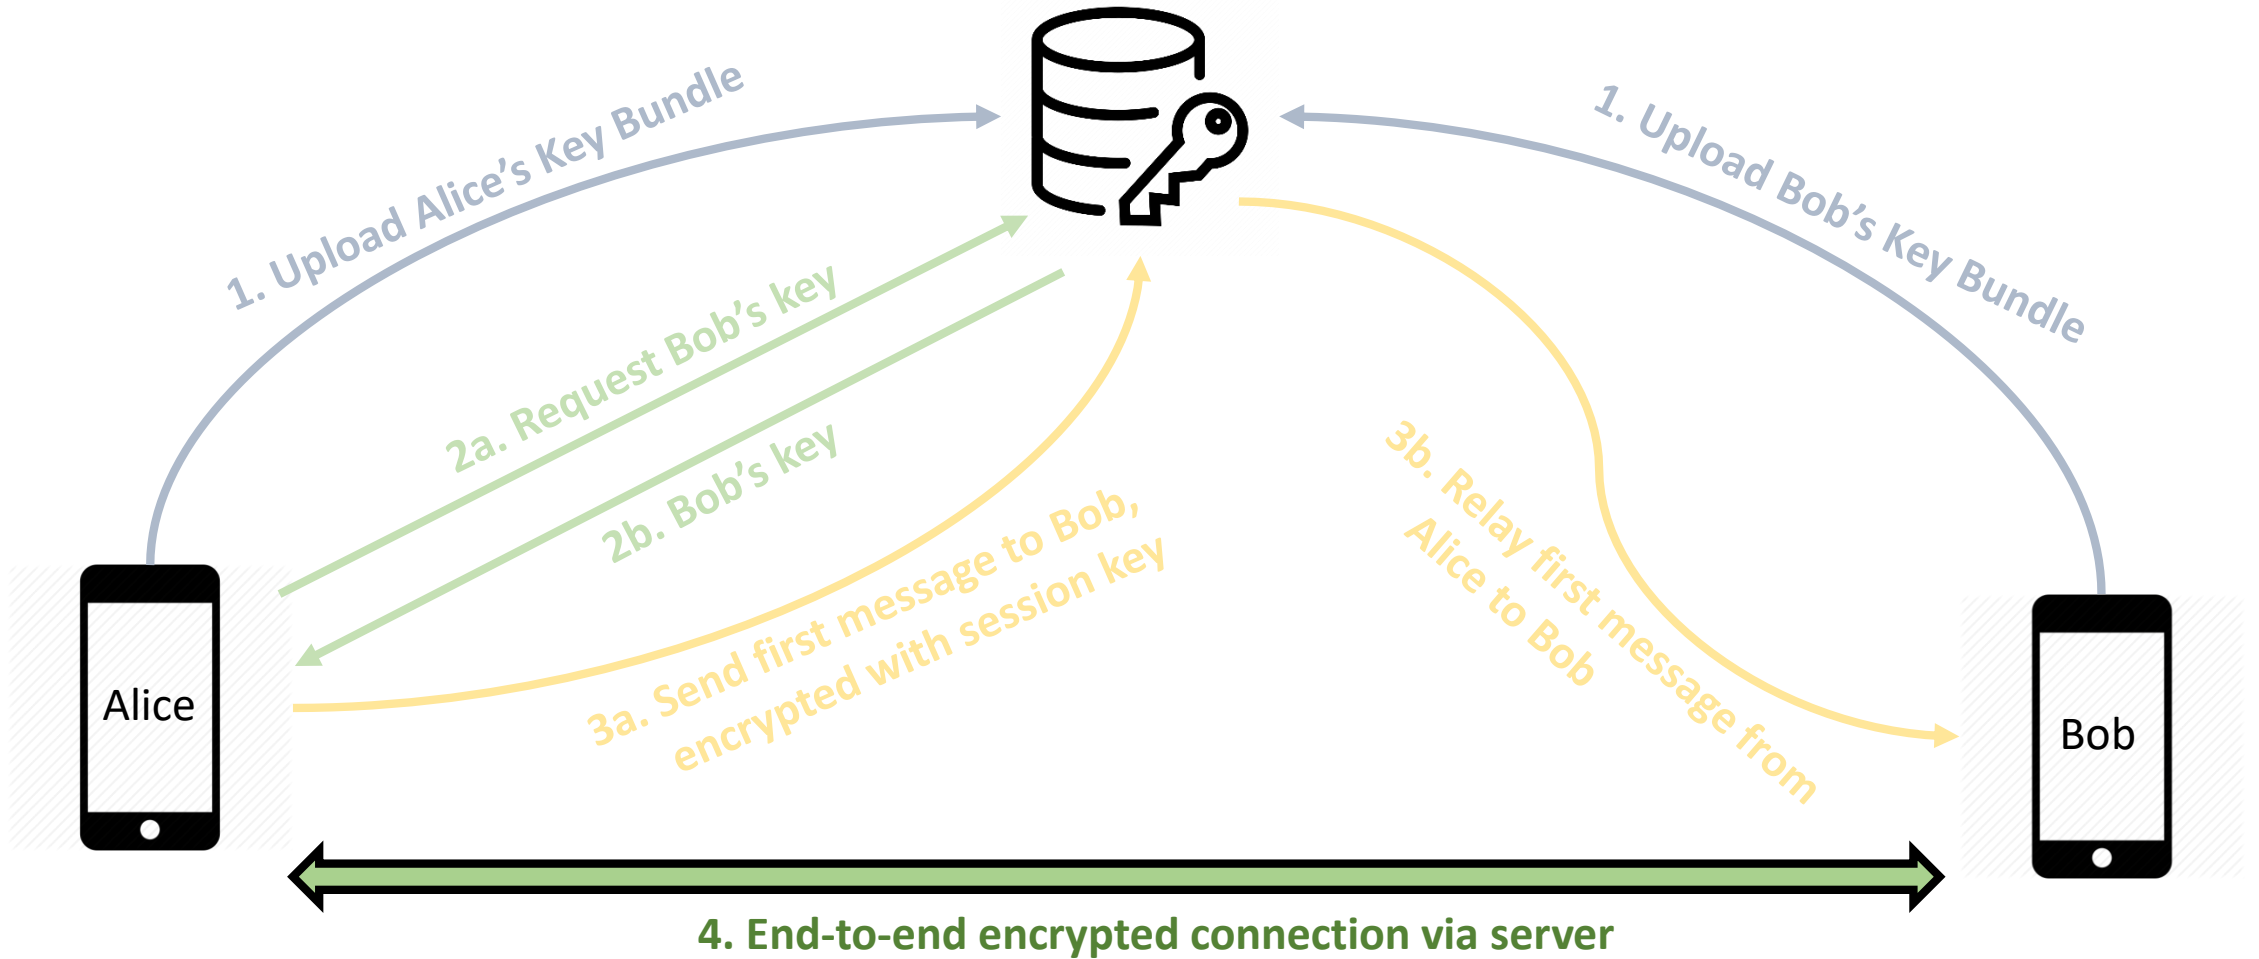 1. Upload Alice’s Key Bundle
1. Upload Bob’s Key Bundle
2a. Request Bob’s key
2b. Bob’s key
3a. Send first message to Bob,
encrypted with session key
3b. Relay first message from
Alice to Bob
Alice
Bob
4. End-to-end encrypted connection via server